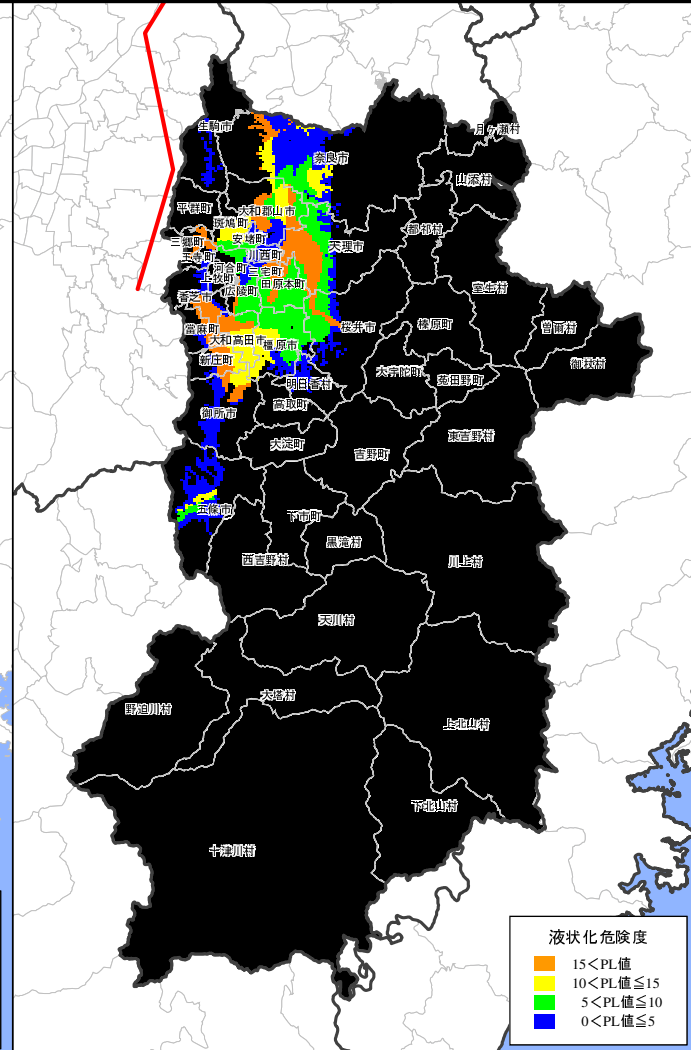 生駒市
月ヶ瀬村
奈良市
山添村
平群町
大和郡山市
斑鳩町
都祁村
三郷町
安堵町
天理市
王寺町
川西町
河合町
三宅町
上牧町
田原本町
広陵町
室生村
香芝市
當麻町
桜井市
榛原町
曽爾村
大和高田市
橿原市
新庄町
御杖村
大宇陀町
菟田野町
明日香村
高取町
御所市
大淀町
東吉野村
吉野町
五條市
下市町
黒滝村
西吉野村
川上村
天川村
大塔村
野迫川村
上北山村
下北山村
十津川村
液状化危険度
15＜PL値
10＜PL値≦15
5＜PL値≦10
0＜PL値≦5